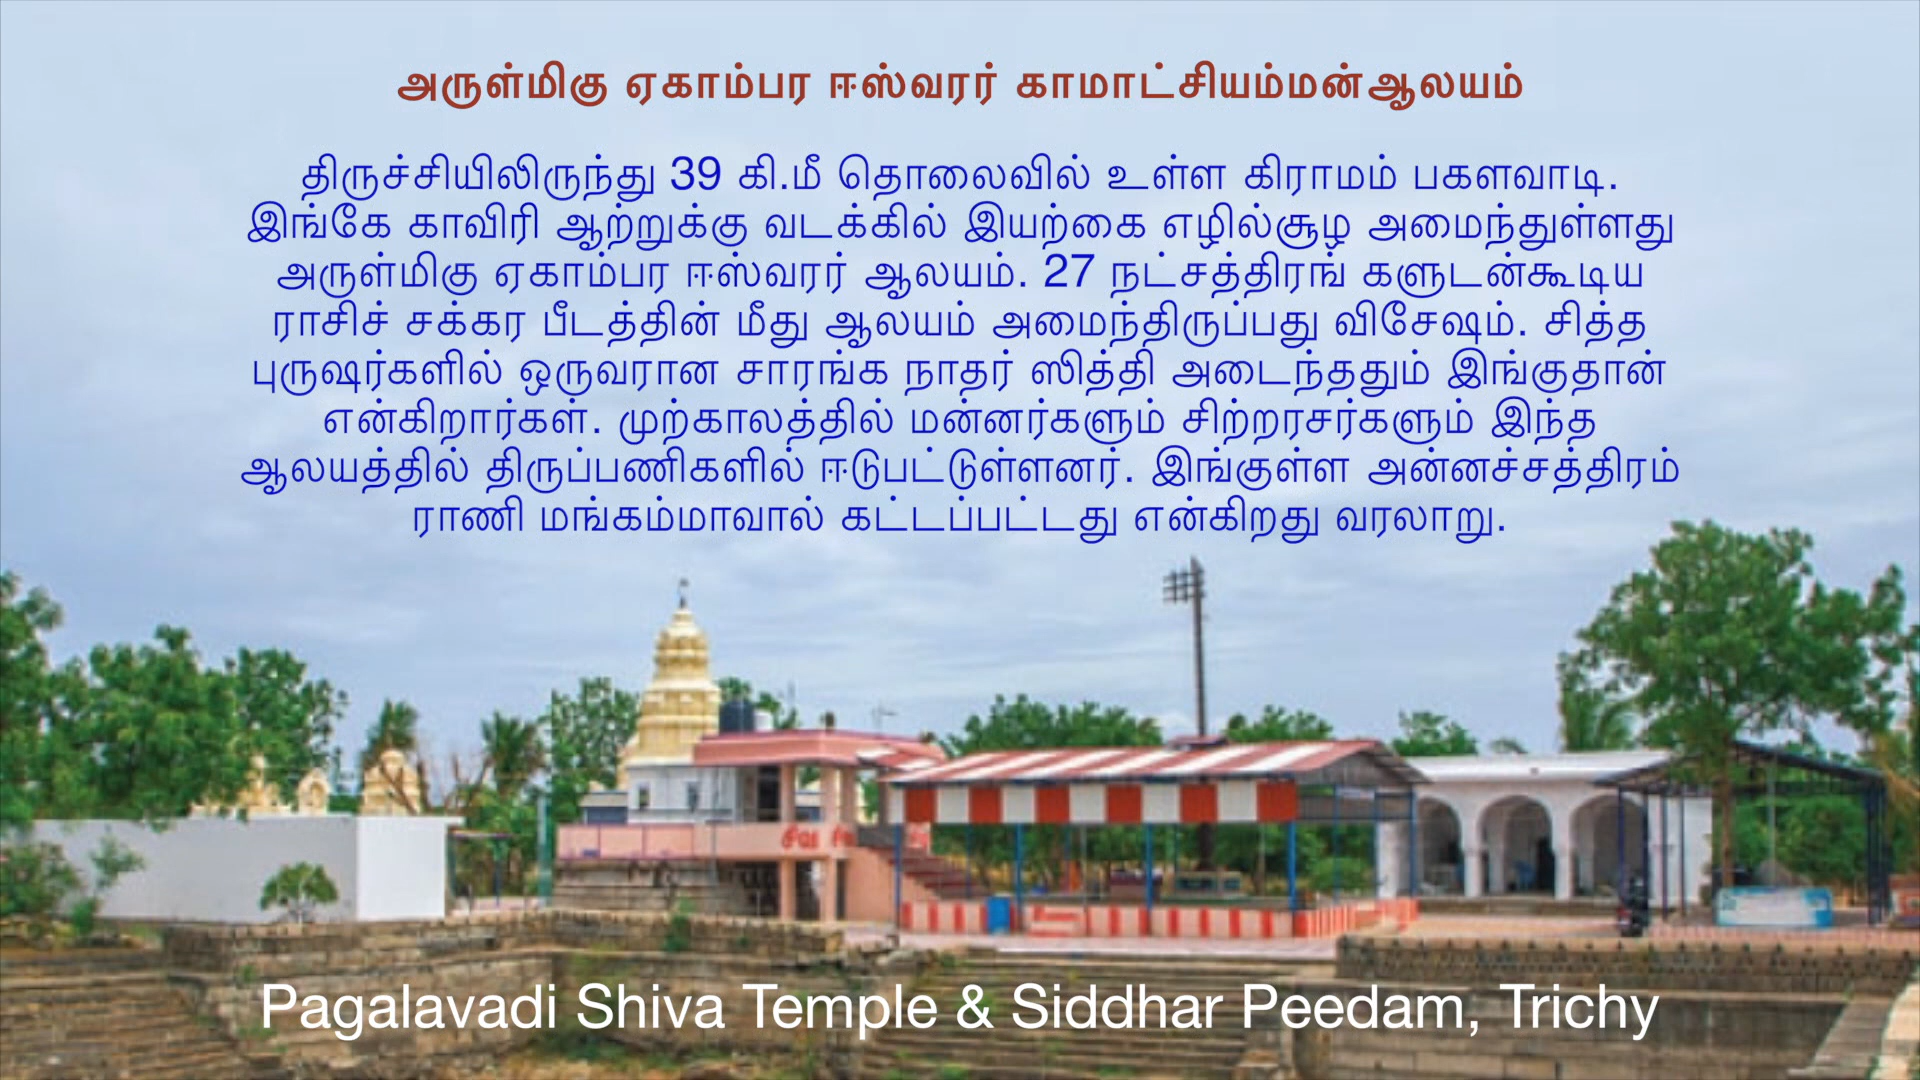 அருள்மிகு ஏகாம்பர ஈஸ்வரர் காமாட்சியம்மன்ஆலயம்
திருச்சியிலிருந்து 39 கி.மீ தொலைவில் உள்ள கிராமம் பகளவாடி.
இங்கே காவிரி ஆற்றுக்கு வடக்கில் இயற்கை எழில்சூழ அமைந்துள்ளது
அருள்மிகு ஏகாம்பர ஈஸ்வரர் ஆலயம். 27 நட்சத்திரங் களுடன்கூடிய
ராசிச் சக்கர பீடத்தின் மீது ஆலயம் அமைந்திருப்பது விசேஷம். சித்த
புருஷர்களில் ஒருவரான சாரங்க நாதர் ஸித்தி அடைந்ததும் இங்குதான்
என்கிறார்கள். முற்காலத்தில் மன்னர்களும் சிற்றரசர்களும் இந்த
ஆலயத்தில் திருப்பணிகளில் ஈடுபட்டுள்ளனர். இங்குள்ள அன்னச்சத்திரம்
ராணி மங்கம்மாவால் கட்டப்பட்டது என்கிறது வரலாறு.
சிவ
Pagalavadi Shiva Temple & Siddhar Peedam, Trichy